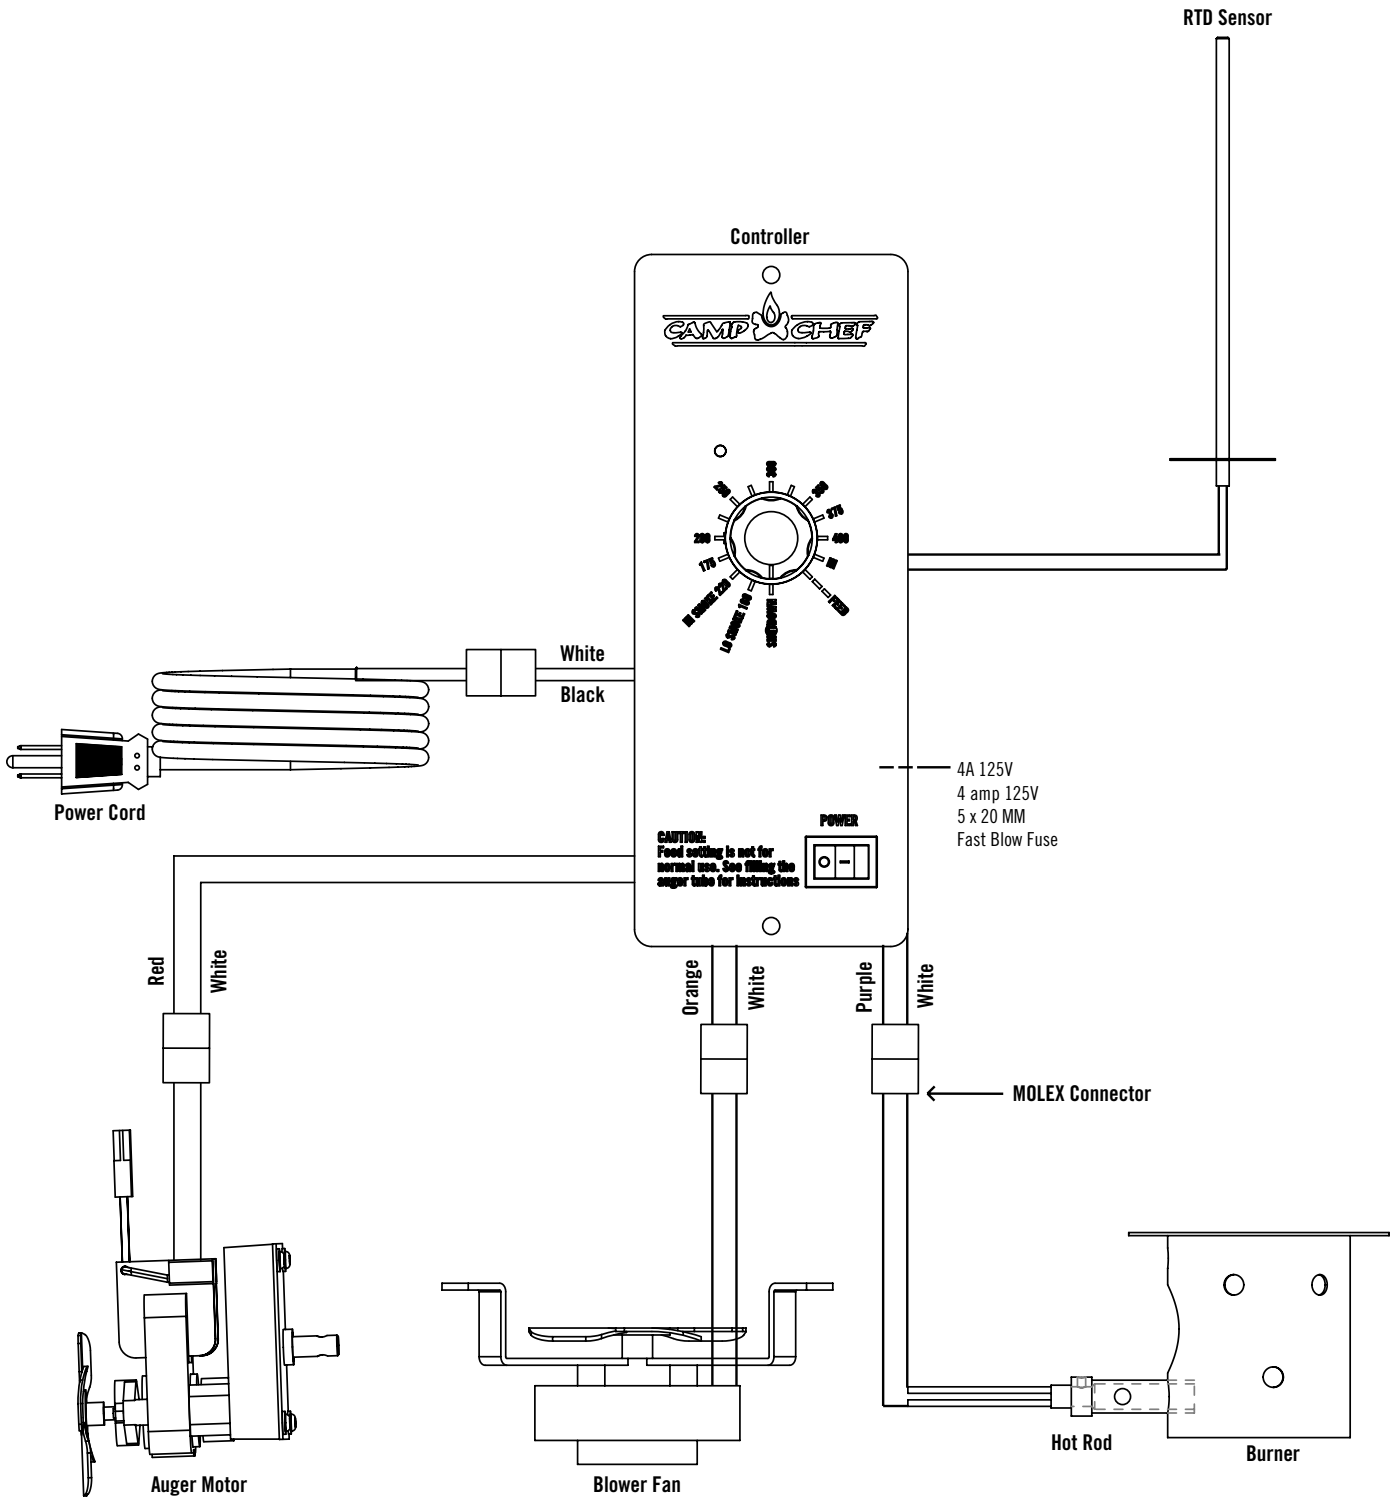 RTD Sensor
Controller
CAMP CHEF
300
250
350
375
200
400
175
HI
HI SMOKE 220
LO SMOKE 160
SHUTDOWN
FEED
White
Black
Power Cord
4A 125V
4 amp 125V
5 x 20 MM
Fast Blow Fuse
POWER
CAUTION:
Feed setting is not for
normal use. See filling the
auger tube for instructions
Red
White
Orange
White
Purple
White
MOLEX Connector
Hot Rod
Burner
Auger Motor
Blower Fan